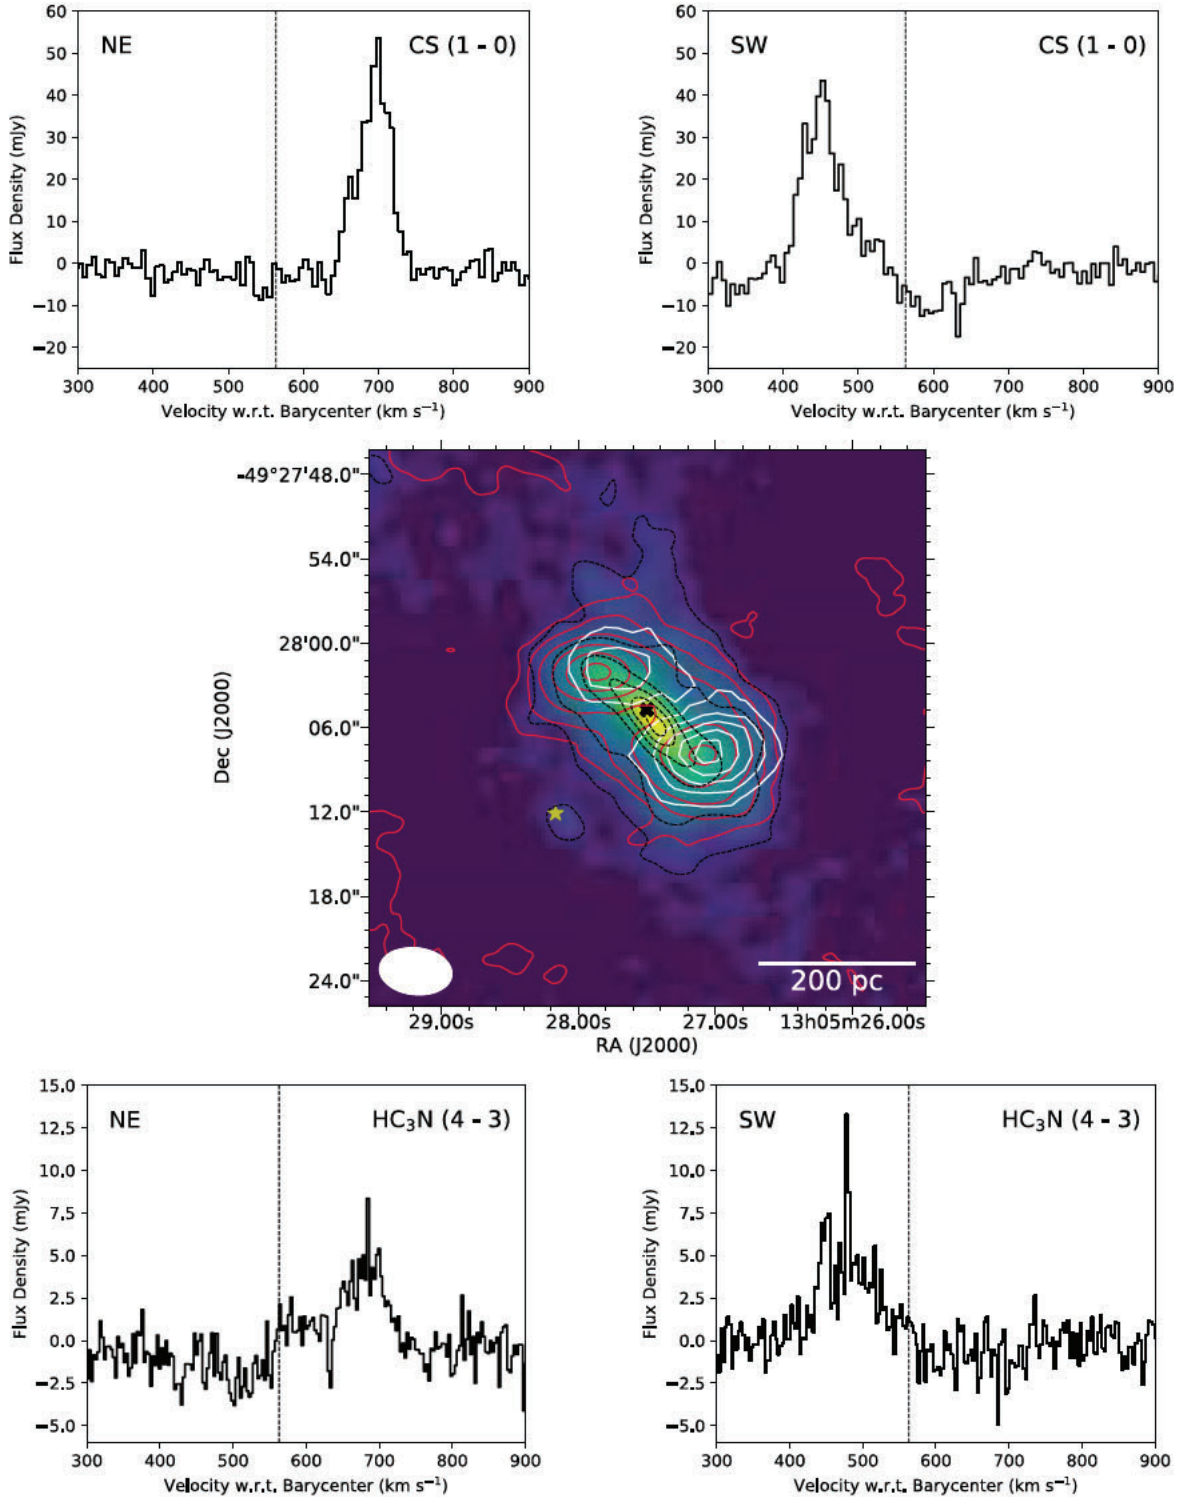 NE CS (1 - 0)
60
50
40
30
20
10
0
−10
−20
Flux Density (mJy)
300 400 500 600 700 800 900
Velocity w.r.t. Barycenter (km s⁻¹)
SW CS (1 - 0)
60
50
40
30
20
10
0
−10
−20
Flux Density (mJy)
300 400 500 600 700 800 900
Velocity w.r.t. Barycenter (km s⁻¹)
-49°27'48.0"
54.0"
28'00.0"
06.0"
12.0"
18.0"
24.0"
Dec (J2000)
200 pc
29.00s 28.00s 27.00s 13h05m26.00s
RA (J2000)
NE HC₃N (4 - 3)
15.0
12.5
10.0
7.5
5.0
2.5
0.0
−2.5
−5.0
Flux Density (mJy)
300 400 500 600 700 800 900
Velocity w.r.t. Barycenter (km s⁻¹)
SW HC₃N (4 - 3)
15.0
12.5
10.0
7.5
5.0
2.5
0.0
−2.5
−5.0
Flux Density (mJy)
300 400 500 600 700 800 900
Velocity w.r.t. Barycenter (km s⁻¹)